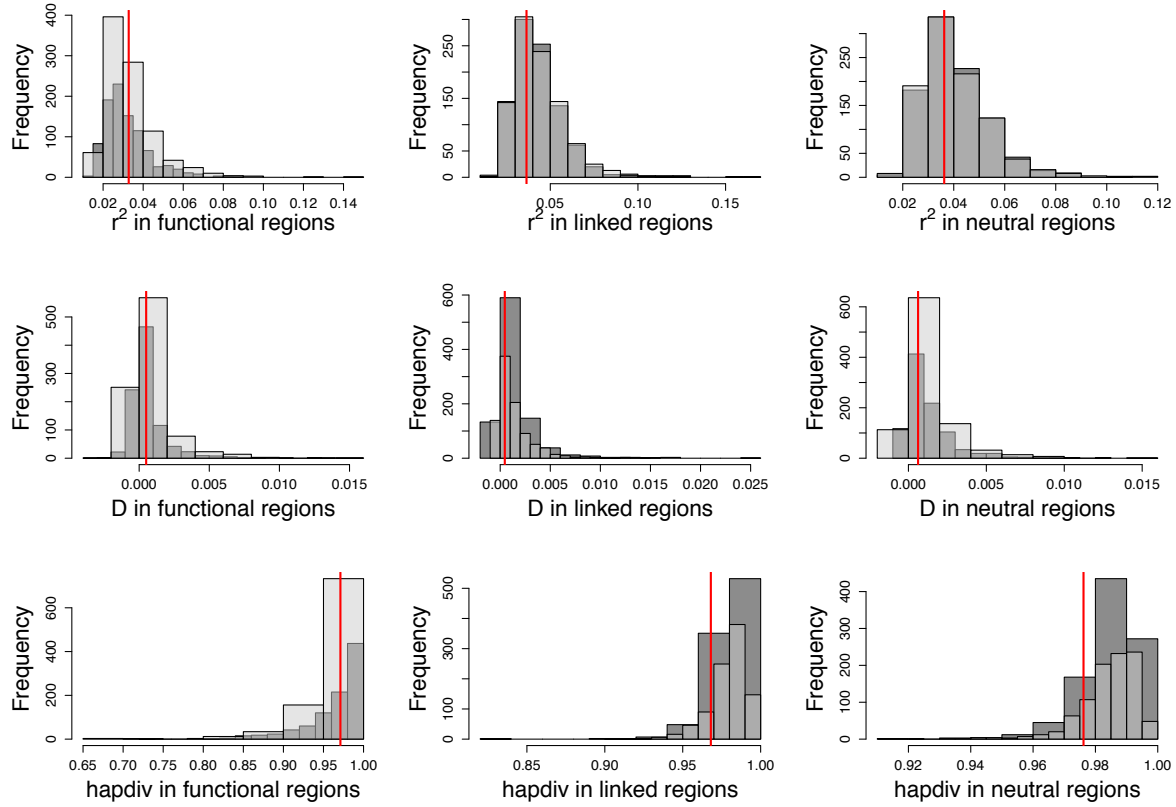 Frequency
0 100 200 300 400
0.02 0.04 0.06 0.08 0.10 0.12 0.14
r2 in functional regions
Frequency
0 50 150 250
0.05 0.10 0.15
r2 in linked regions
Frequency
0 50 150 250
0.02 0.04 0.06 0.08 0.10 0.12
r2 in neutral regions
Frequency
0 100 300 500
0.000 0.005 0.010 0.015
D in functional regions
Frequency
0 100 300 400 600
0.000 0.005 0.010 0.015 0.020 0.025
D in linked regions
Frequency
0 100 200 400 600
0.000 0.005 0.010 0.015
D in neutral regions
Frequency
0 200 400 600
0.65 0.70 0.75 0.80 0.85 0.90 0.95 1.00
hapdiv in functional regions
Frequency
0 100 300 500
0.85 0.90 0.95 1.00
hapdiv in linked regions
Frequency
0 100 200 300 400
0.92 0.94 0.96 0.98 1.00
hapdiv in neutral regions